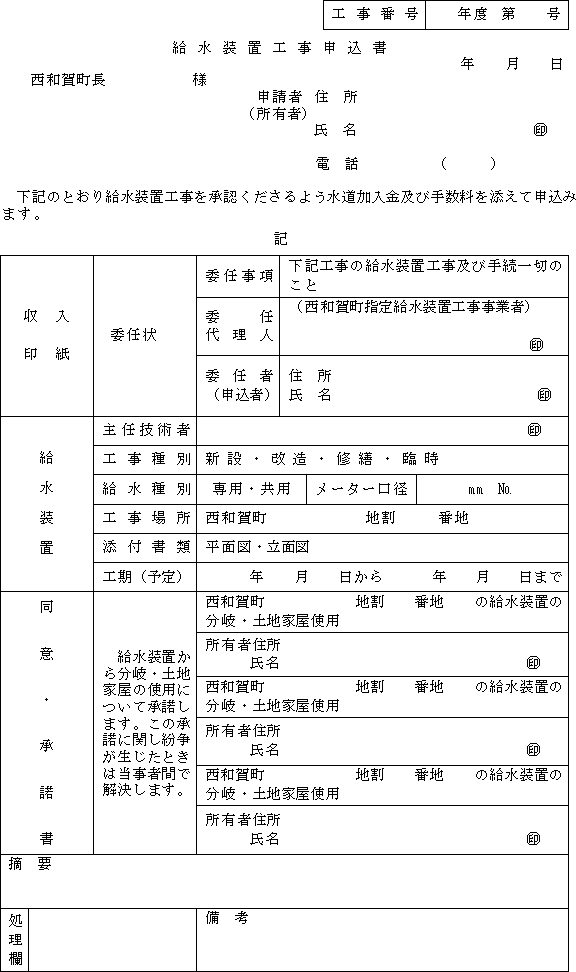 工事番号 年度 第 号
給水装置工事申込書
年 月 日
西和賀町長 様
申請者 住所
(所有者)
氏名 ㊞
電話 ( )
下記のとおり給水装置工事を承認くださるよう水道加入金及び手数料を添えて申込み
ます。
記
収入
印紙
委任状
委任事項
下記工事の給水装置工事及び手続一切の
こと
委任
代理人
(西和賀町指定給水装置工事事業者)
㊞
委任者
(申込者)
住所
氏名 ㊞
給水装置
主任技術者 ㊞
工事種別 新設・改造・修繕・臨時
給水種別 専用・共用 メーター口径 ㎜ №
工事場所 西和賀町 地割 番地
添付書類 平面図・立面図
工期(予定) 年 月 日から 年 月 日まで
同意・承諾書
給水装置か
ら分岐・土地
家屋の使用に
ついて承諾し
ます。この承
諾に関し紛争
が生じたとき
は当事者間で
解決します。
西和賀町 地割 番地 の給水装置の
分岐・土地家屋使用
所有者住所
氏名 ㊞
西和賀町 地割 番地 の給水装置の
分岐・土地家屋使用
所有者住所
氏名 ㊞
西和賀町 地割 番地 の給水装置の
分岐・土地家屋使用
所有者住所
氏名 ㊞
摘要
処理欄
備考